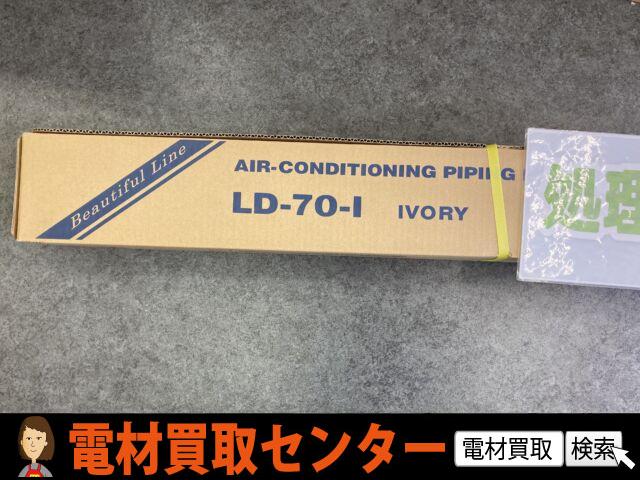 Beautiful Line
AIR-CONDITIONING PIPING
LD-70-I IVORY
処理
電材買取センター
電材買取 検索